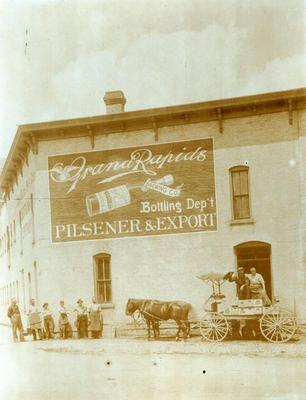 Grand Rapids
BREWING CO.
Bottling Dep't
PILSENER & EXPORT